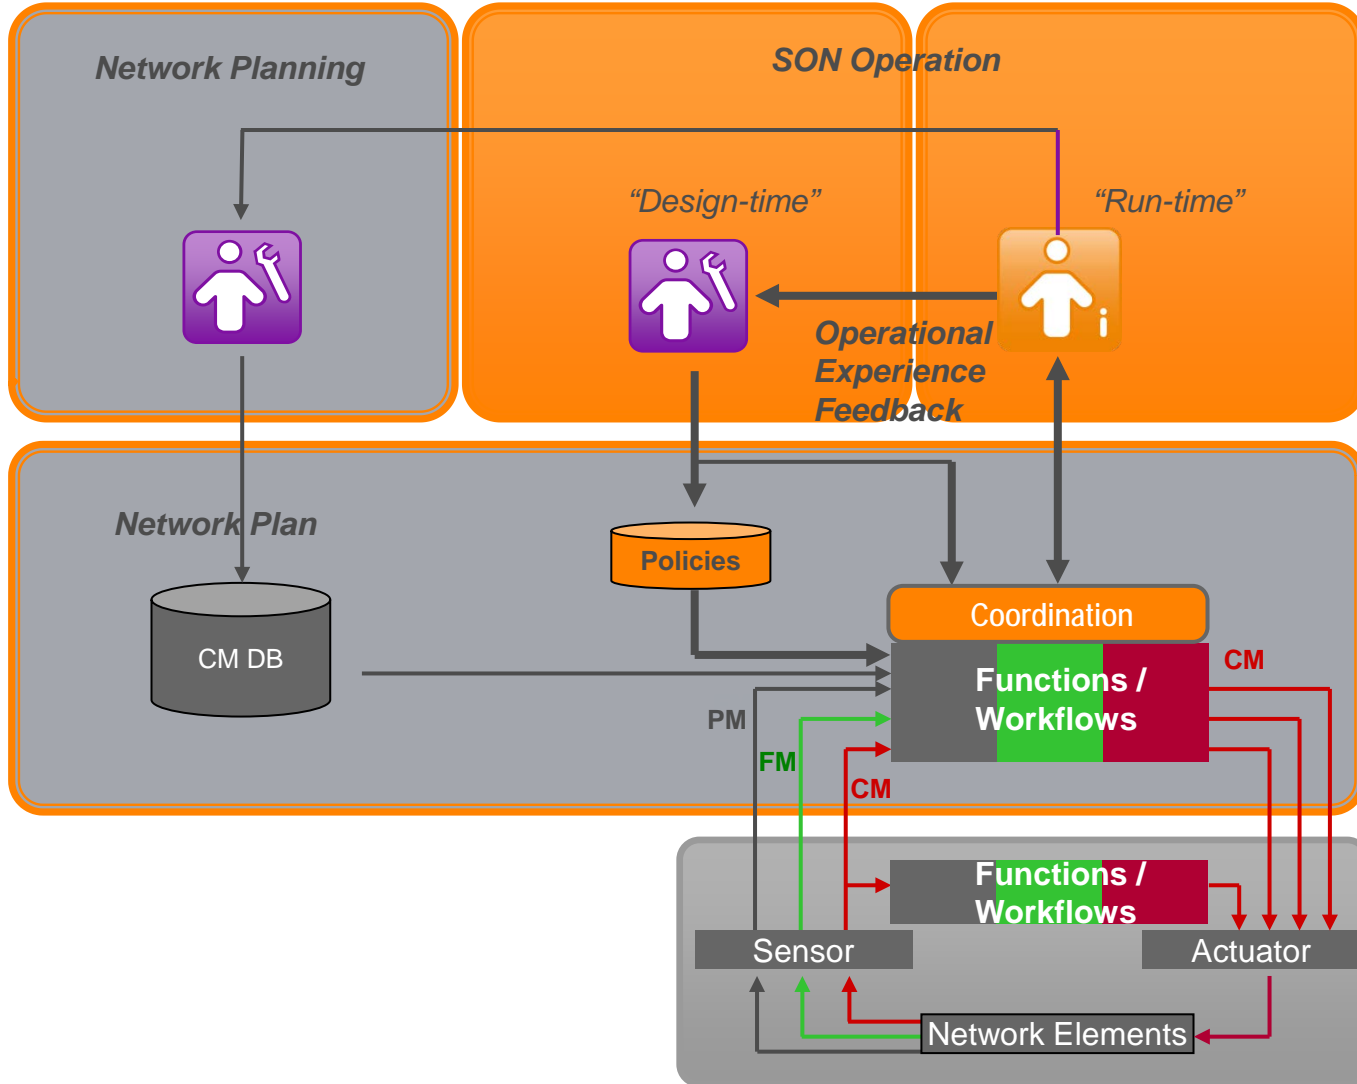 Network Planning
SON Operation
“Design-time”
“Run-time”
i
Operational
Experience
Feedback
Network Plan
Policies
CM DB
Coordination
Functions /
Workflows
CM
PM
FM
CM
Functions /
Workflows
Sensor
Actuator
Network Elements